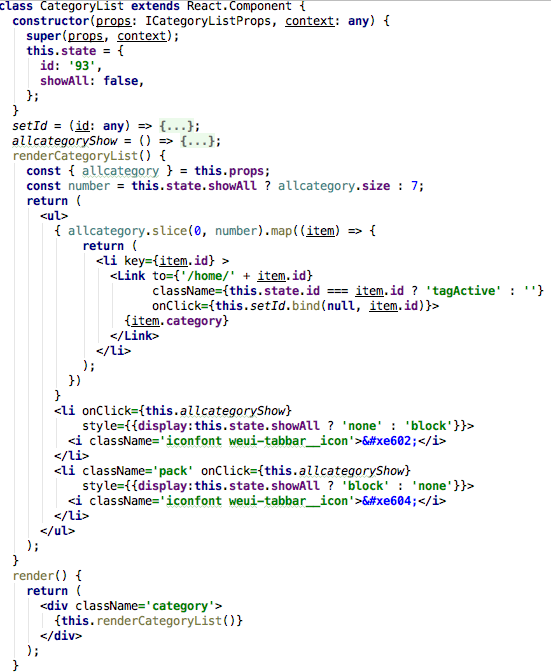 class CategoryList extends React.Component {
  constructor(props: ICategoryListProps, context: any) {
    super(props, context);
    this.state = {
      id: '93',
      showAll: false,
    };
  }
  setId = (id: any) => {...};
  allcategoryShow = () => {...};
  renderCategoryList() {
    const { allcategory } = this.props;
    const number = this.state.showAll ? allcategory.size : 7;
    return (
      <ul>
        { allcategory.slice(0, number).map((item) => {
            return (
              <li key={item.id} >
                <Link to={'/home/' + item.id}
                      className={this.state.id === item.id ? 'tagActive' : ''}
                      onClick={this.setId.bind(null, item.id)}>
                  {item.category}
                </Link>
              </li>
            );
          })
        }
        <li onClick={this.allcategoryShow}
            style={{display:this.state.showAll ? 'none' : 'block'}}>
          <i className='iconfont weui-tabbar__icon'>&#xe602;</i>
        </li>
        <li className='pack' onClick={this.allcategoryShow}
            style={{display:this.state.showAll ? 'block' : 'none'}}>
          <i className='iconfont weui-tabbar__icon'>&#xe604;</i>
        </li>
      </ul>
    );
  }
  render() {
    return (
      <div className='category'>
        {this.renderCategoryList()}
      </div>
    );
  }